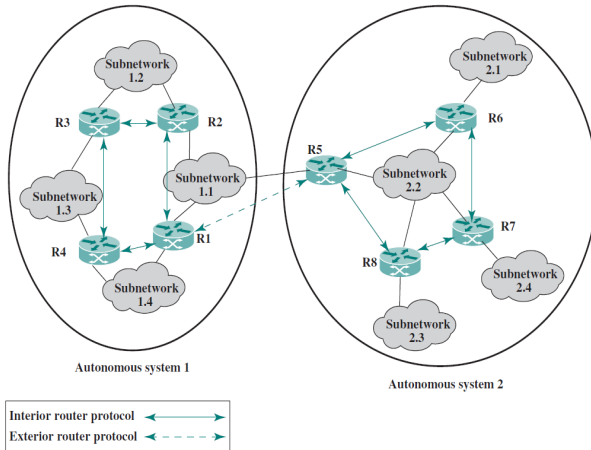 Subnetwork
1.2
R3
R2
Subnetwork
1.1
Subnetwork
1.3
R4
R1
Subnetwork
1.4
Autonomous system 1
Subnetwork
2.1
R6
R5
Subnetwork
2.2
R7
R8
Subnetwork
2.4
Subnetwork
2.3
Autonomous system 2
Interior router protocol
Exterior router protocol